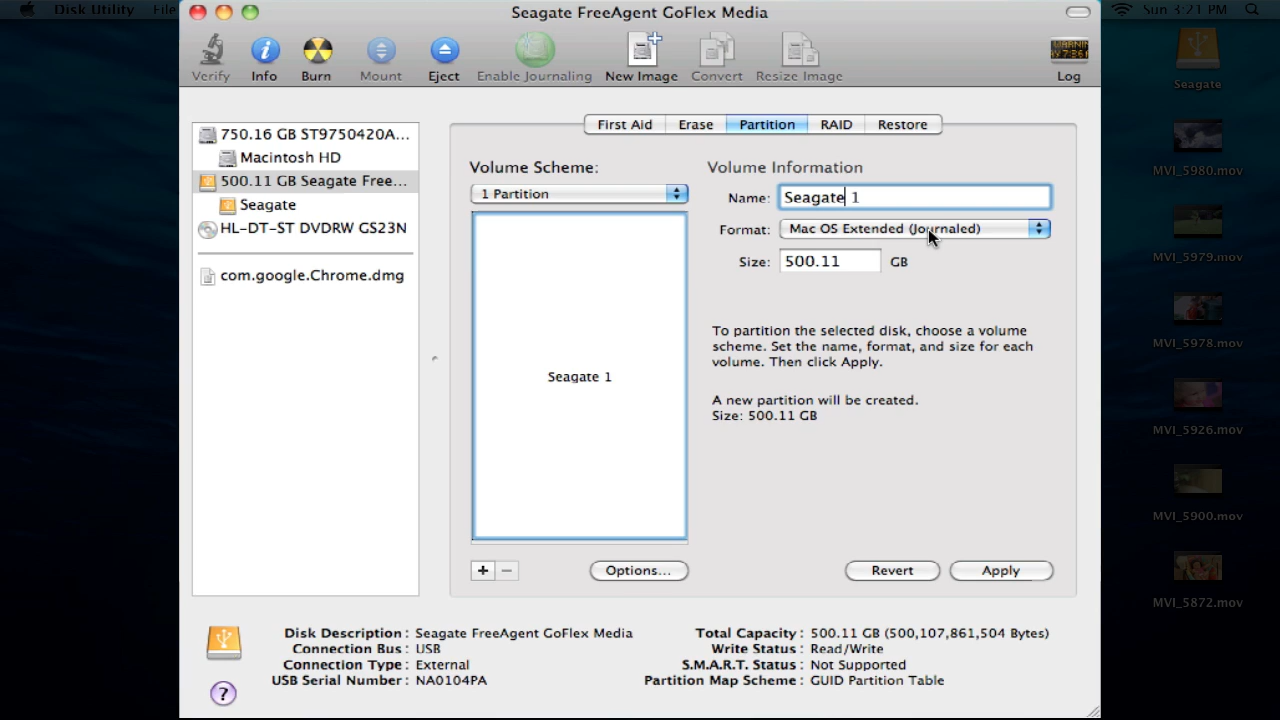 Disk Utility File
Seagate FreeAgent GoFlex Media
Sun 3:21 PM
Verify
Info
Burn
Mount
Eject
Enable Journaling
New Image
Convert
Resize Image
Log
750.16 GB ST9750420A...
Macintosh HD
500.11 GB Seagate Free...
Seagate
HL-DT-ST DVDRW GS23N
com.google.Chrome.dmg
First Aid
Erase
Partition
RAID
Restore
Volume Scheme:
1 Partition
Seagate 1
Options...
Volume Information
Name: Seagate 1
Format: Mac OS Extended (Journaled)
Size: 500.11 GB
To partition the selected disk, choose a volume
scheme. Set the name, format, and size for each
volume. Then click Apply.
A new partition will be created.
Size: 500.11 GB
Revert
Apply
Disk Description : Seagate FreeAgent GoFlex Media
Connection Bus : USB
Connection Type : External
USB Serial Number : NA0104PA
Total Capacity : 500.11 GB (500,107,861,504 Bytes)
Write Status : Read/Write
S.M.A.R.T. Status : Not Supported
Partition Map Scheme : GUID Partition Table
Seagate
MVI_5980.mov
MVI_5979.mov
MVI_5978.mov
MVI_5926.mov
MVI_5900.mov
MVI_5872.mov